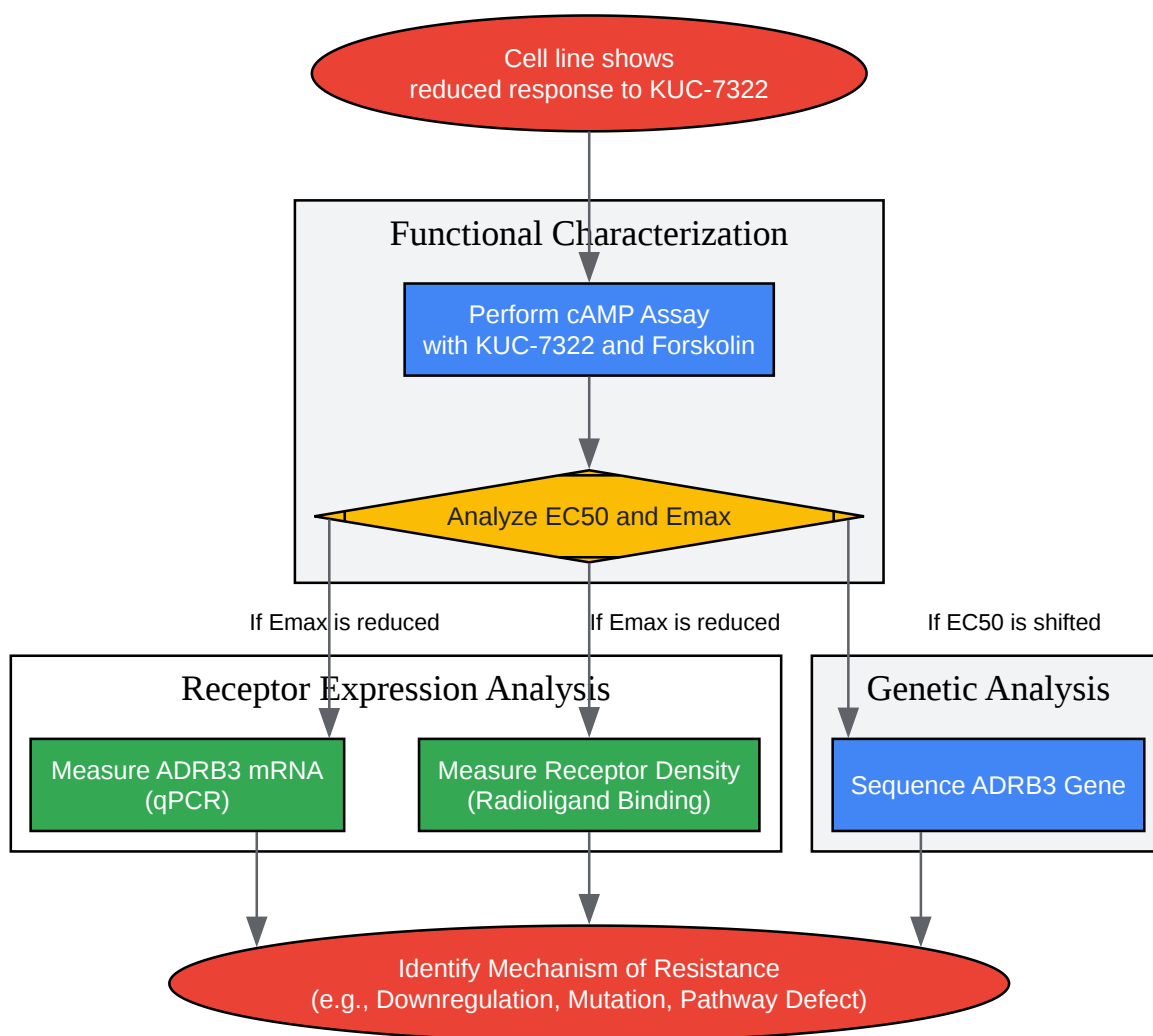 Cell line shows
reduced response to KUC-7322
Functional Characterization
Perform cAMP Assay
with KUC-7322 and Forskolin
Analyze EC50 and Emax
If Emax is reduced
If Emax is reduced
If EC50 is shifted
Receptor Expression Analysis
Genetic Analysis
Measure ADRB3 mRNA
(qPCR)
Measure Receptor Density
(Radioligand Binding)
Sequence ADRB3 Gene
Identify Mechanism of Resistance
(e.g., Downregulation, Mutation, Pathway Defect)